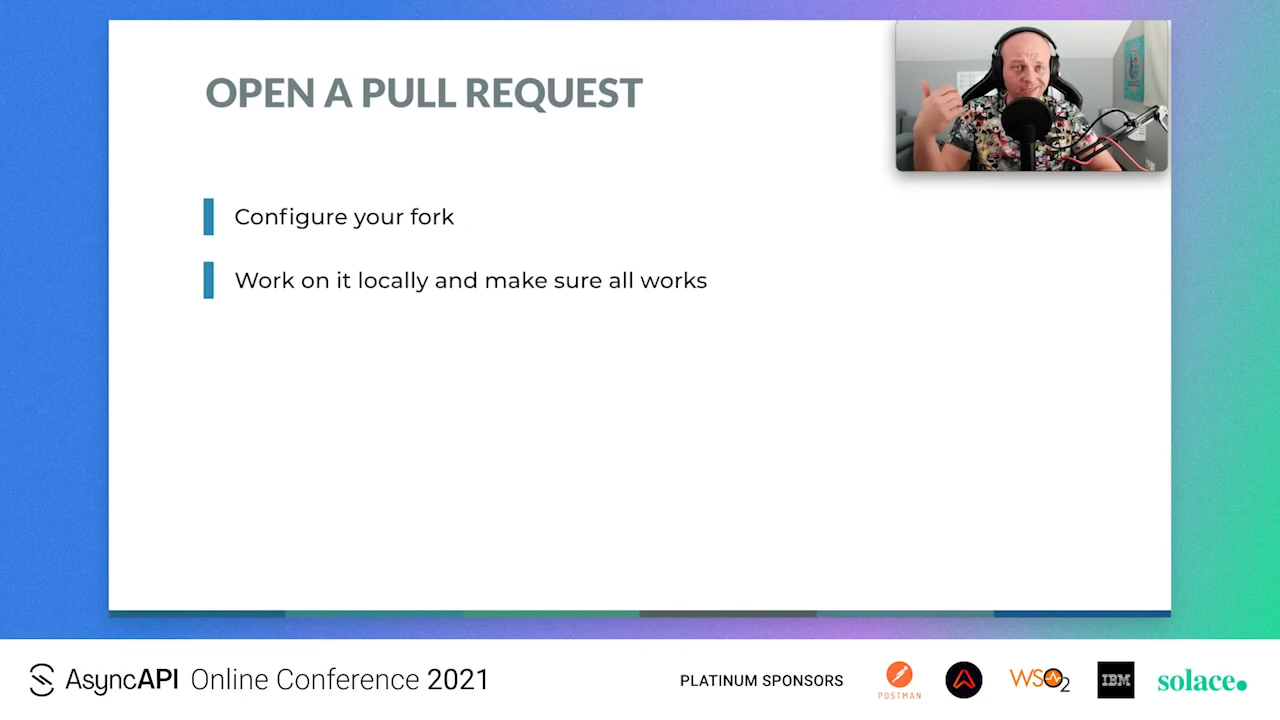 OPEN A PULL REQUEST
Configure your fork
Work on it locally and make sure all works
AsyncAPI Online Conference 2021
PLATINUM SPONSORS
POSTMAN
WSO2
IBM
solace.